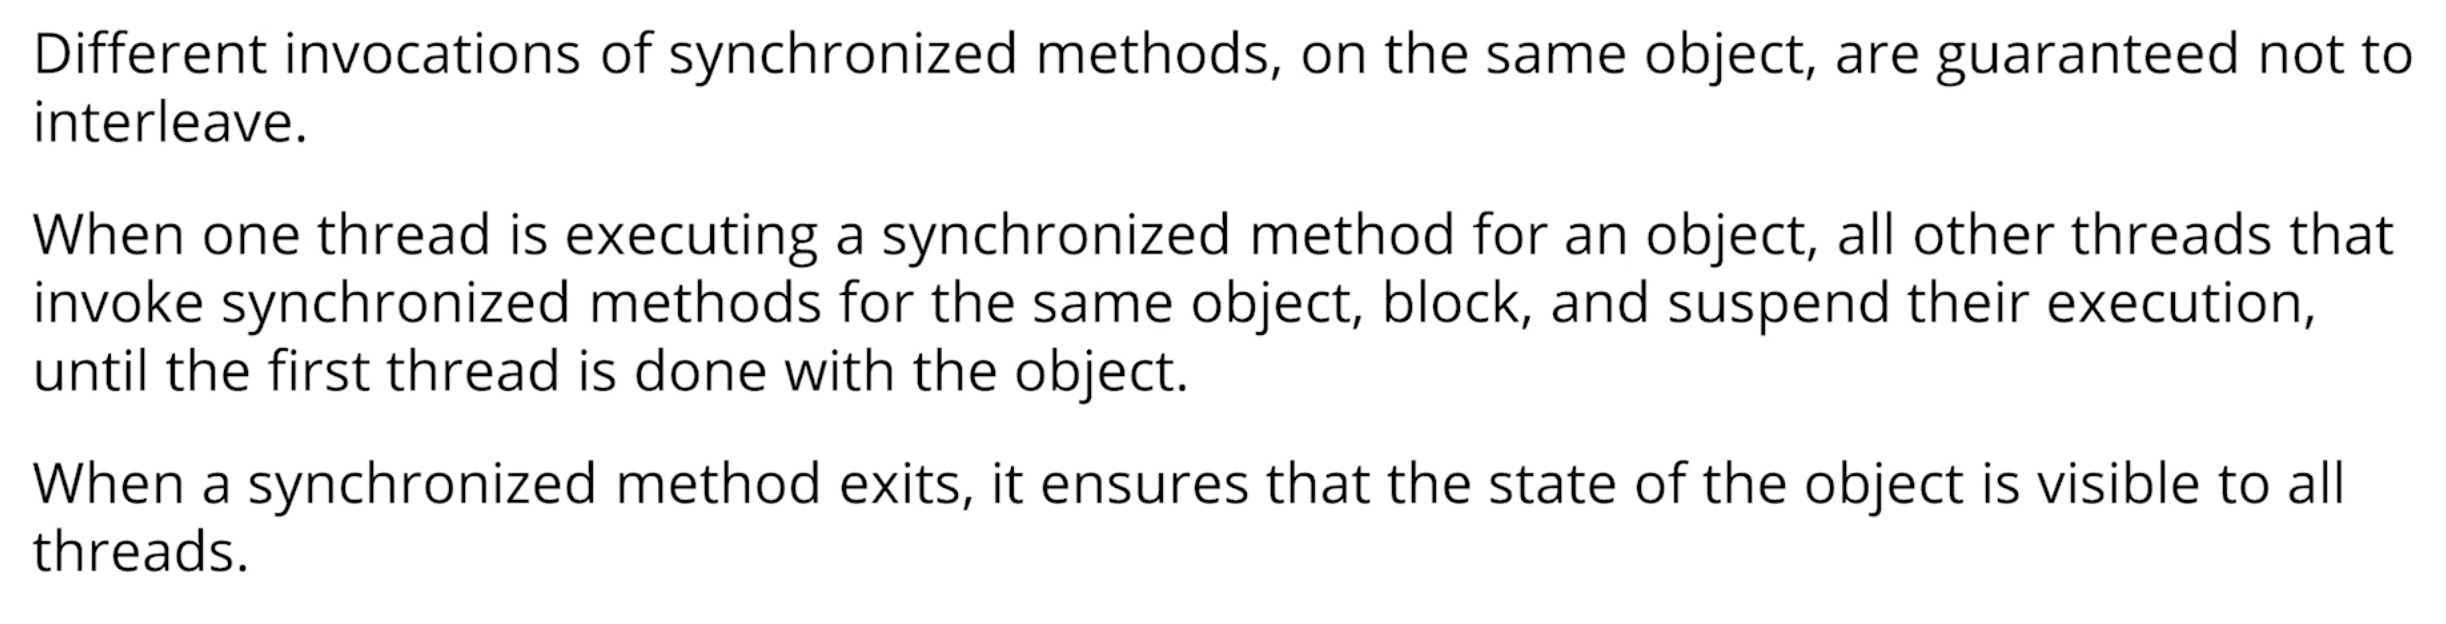 Different invocations of synchronized methods, on the same object, are guaranteed not to
interleave.
When one thread is executing a synchronized method for an object, all other threads that
invoke synchronized methods for the same object, block, and suspend their execution,
until the first thread is done with the object.
When a synchronized method exits, it ensures that the state of the object is visible to all
threads.